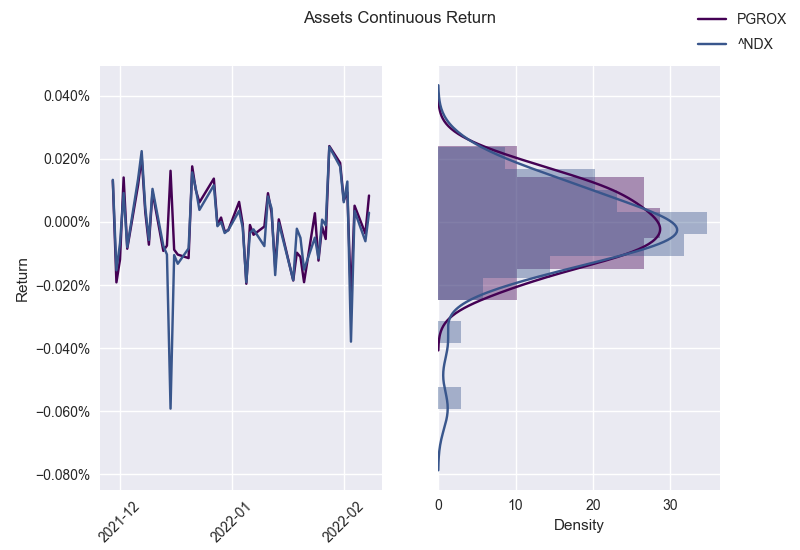 Assets Continuous Return
PGROX
^NDX
0.040%
0.020%
0.000%
−0.020%
−0.040%
−0.060%
−0.080%
Return
2021-12
2022-01
2022-02
0
10
20
30
Density